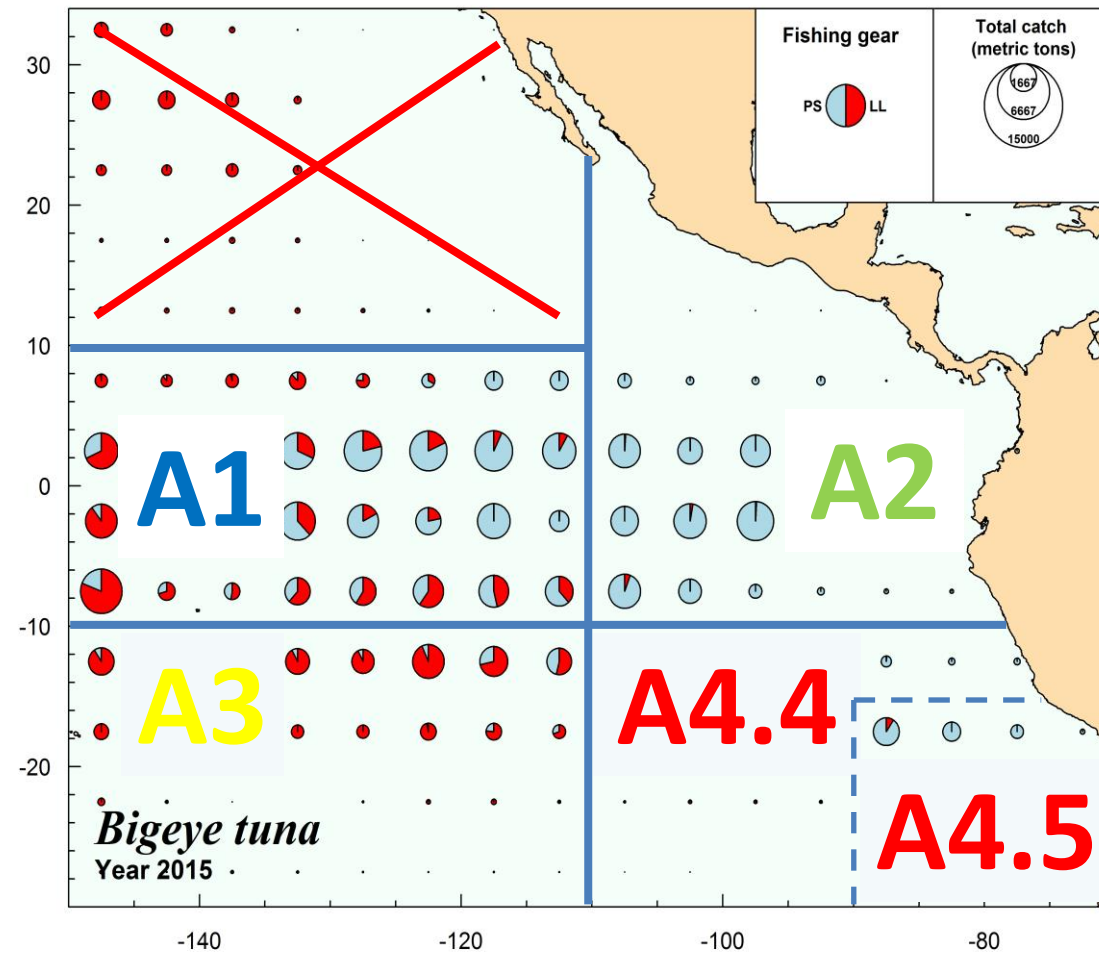 Fishing gear
PS LL
Total catch
(metric tons)
1667
6667
15000
30
20
10
0
-10
-20
A1
A2
A3
A4.4
A4.5
Bigeye tuna
Year 2015
-140 -120 -100 -80